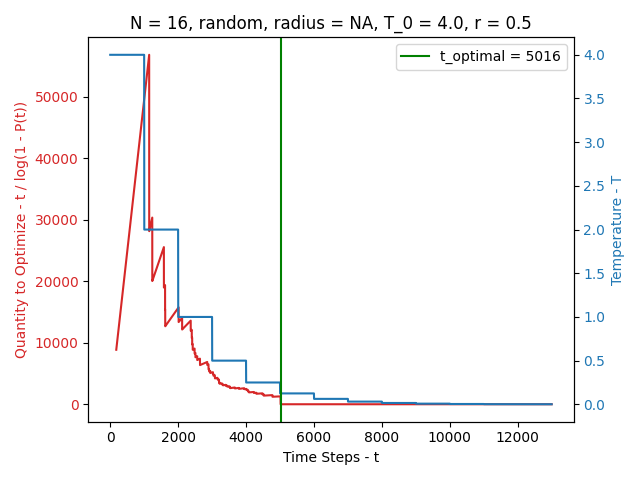 N = 16, random, radius = NA, T_0 = 4.0, r = 0.5
t_optimal = 5016
Quantity to Optimize - t / log(1 - P(t))
50000
40000
30000
20000
10000
0
4.0
3.5
3.0
2.5
2.0
1.5
1.0
0.5
0.0
Temperature - T
0 2000 4000 6000 8000 10000 12000
Time Steps - t